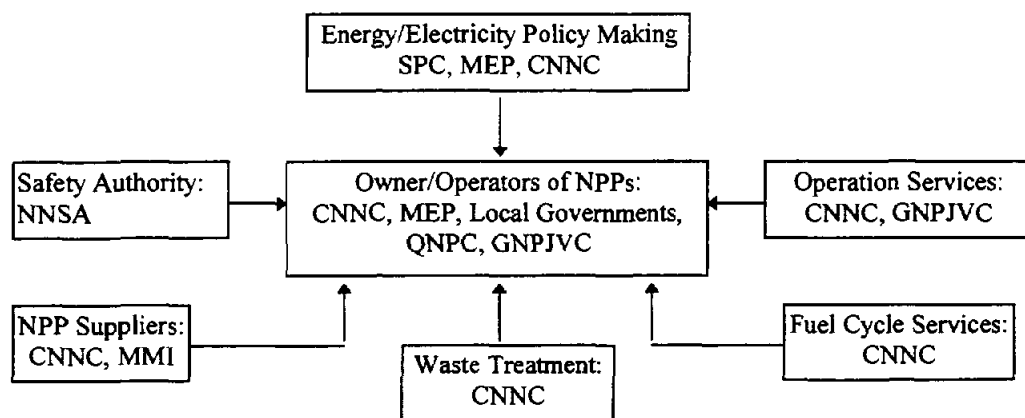 Energy/Electricity Policy Making
SPC, MEP, CNNC
Safety Authority:
NNSA
Owner/Operators of NPPs:
CNNC, MEP, Local Governments,
QNPC, GNPJVC
Operation Services:
CNNC, GNPJVC
NPP Suppliers:
CNNC, MMI
Waste Treatment:
CNNC
Fuel Cycle Services:
CNNC